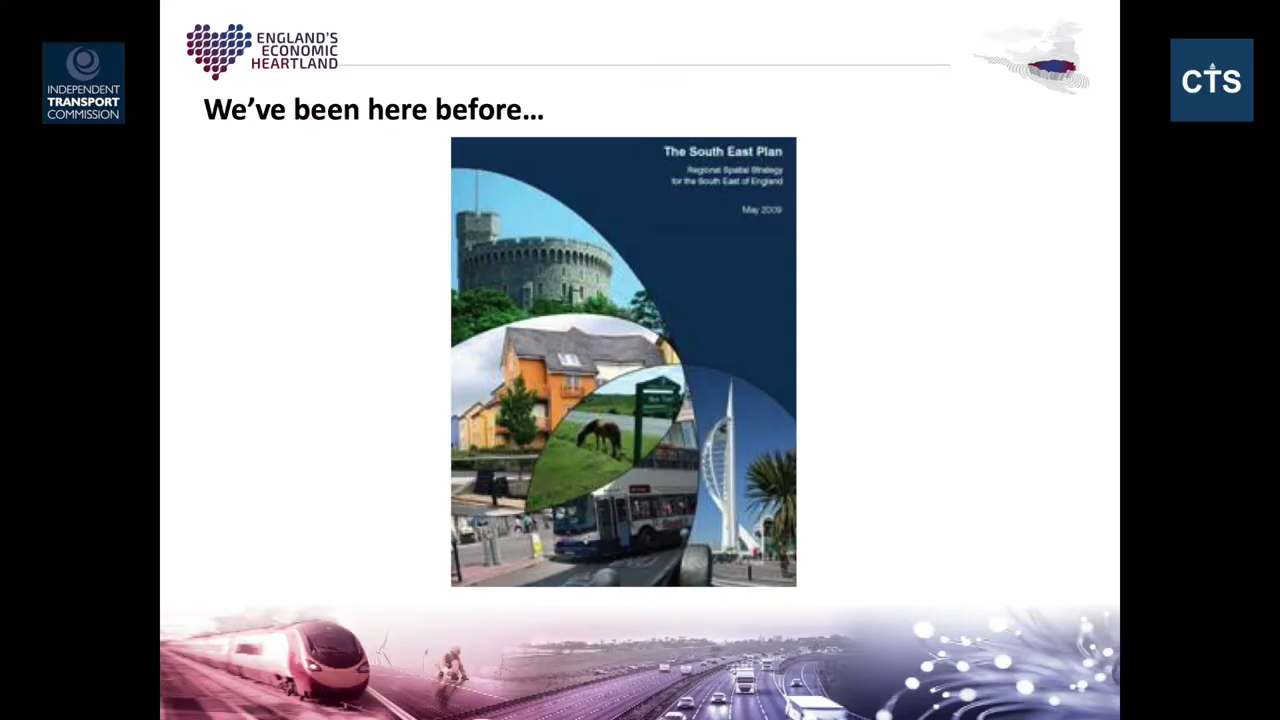 INDEPENDENT
TRANSPORT
COMMISSION
ENGLAND'S
ECONOMIC
HEARTLAND
CTS
We've been here before...
The South East Plan
Regional Spatial Strategy
for the South East of England
May 2009